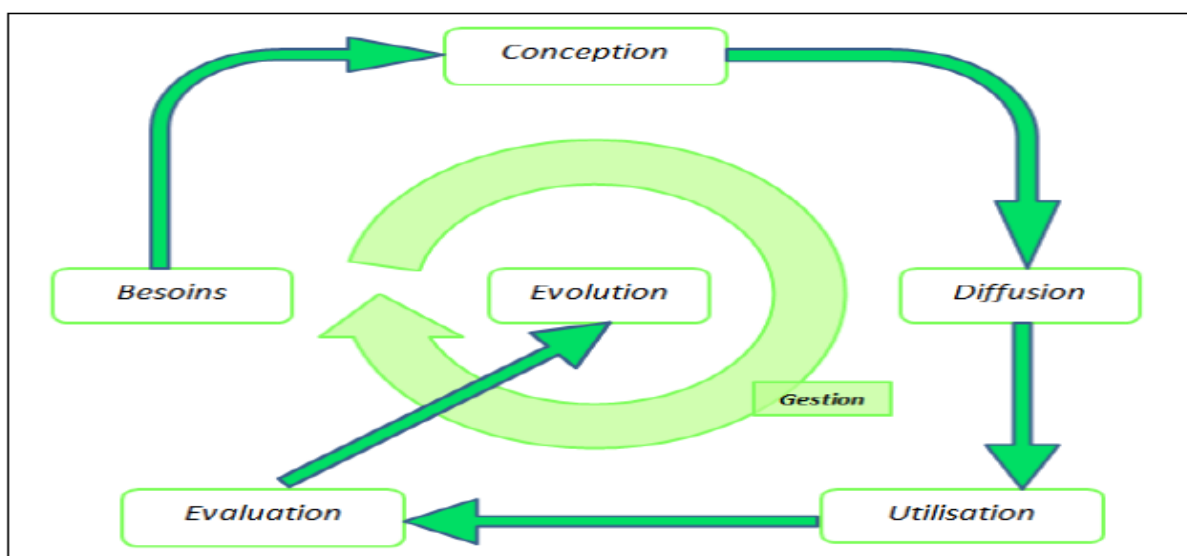 Conception
Besoins
Evolution
Diffusion
Gestion
Evaluation
Utilisation